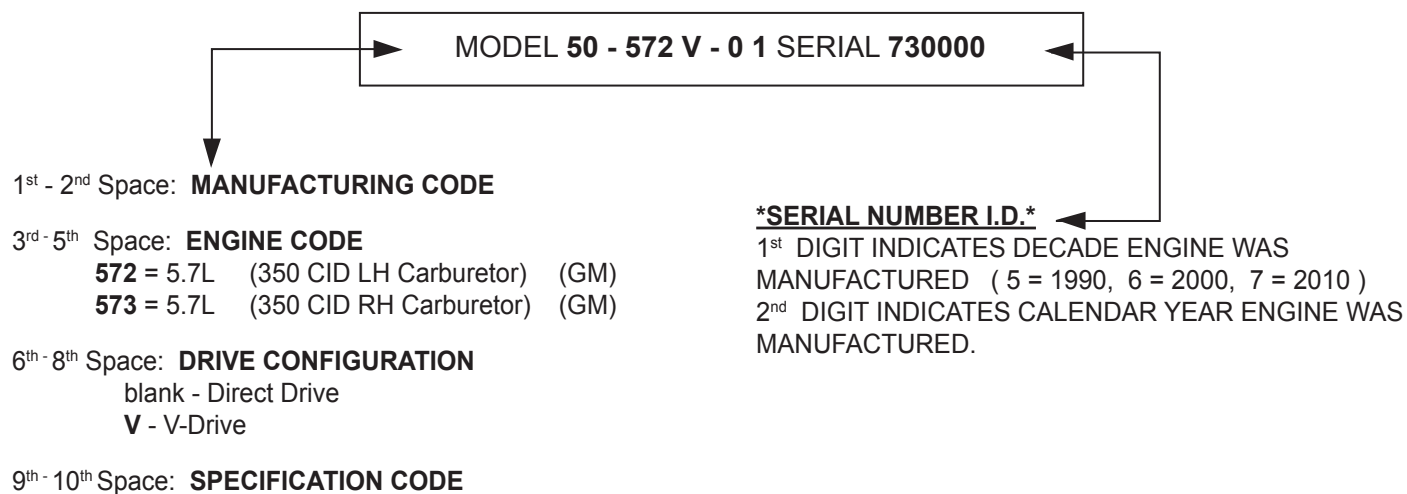 MODEL 50 - 572 V - 0 1 SERIAL 730000
1st - 2nd Space: MANUFACTURING CODE
3rd - 5th Space: ENGINE CODE
572 = 5.7L (350 CID LH Carburetor) (GM)
573 = 5.7L (350 CID RH Carburetor) (GM)
6th - 8th Space: DRIVE CONFIGURATION
blank - Direct Drive
V - V-Drive
9th - 10th Space: SPECIFICATION CODE
*SERIAL NUMBER I.D.*
1st DIGIT INDICATES DECADE ENGINE WAS
MANUFACTURED ( 5 = 1990, 6 = 2000, 7 = 2010 )
2nd DIGIT INDICATES CALENDAR YEAR ENGINE WAS
MANUFACTURED.